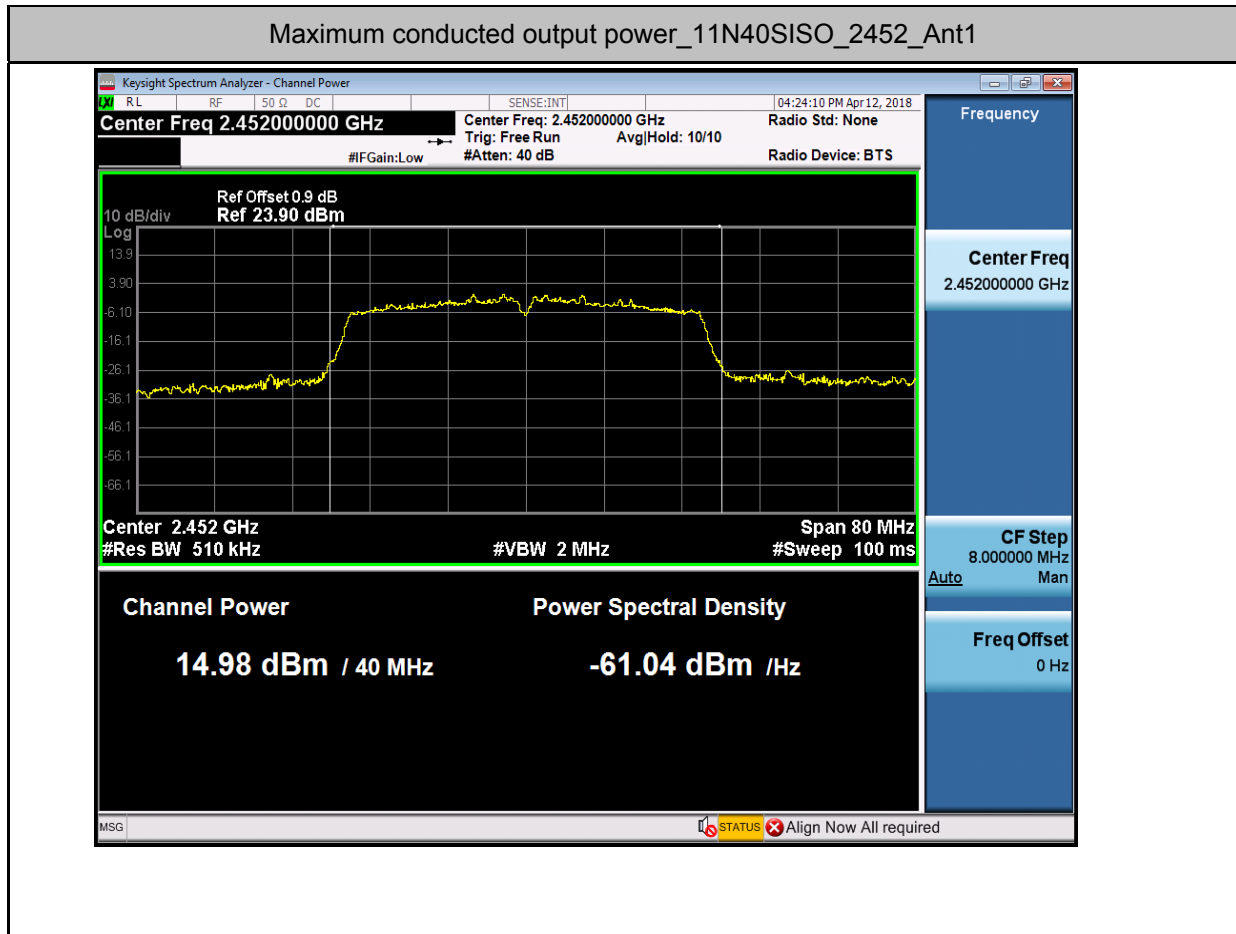 Maximum conducted output power_11N40SISO_2452_Ant1
Keysight Spectrum Analyzer - Channel Power
LXI RL RF 50 Ω DC SENSE:INT 04:24:10 PM Apr 12, 2018
Center Freq 2.452000000 GHz
Center Freq: 2.452000000 GHz Radio Std: None
Trig: Free Run Avg|Hold: 10/10
#IFGain:Low #Atten: 40 dB Radio Device: BTS
Ref Offset 0.9 dB
10 dB/div Ref 23.90 dBm
Log
13.9
3.90
-6.10
-16.1
-26.1
-36.1
-46.1
-56.1
-66.1
Center 2.452 GHz Span 80 MHz
#Res BW 510 kHz #VBW 2 MHz #Sweep 100 ms
Channel Power Power Spectral Density
14.98 dBm / 40 MHz -61.04 dBm /Hz
Frequency
Center Freq
2.452000000 GHz
CF Step
8.000000 MHz
Auto Man
Freq Offset
0 Hz
MSG STATUS Align Now All required